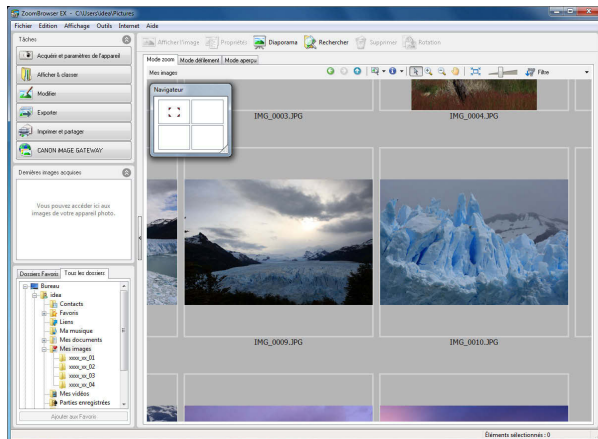 ZoomBrowser EX - C:\Users\idea\Pictures
Fichier Edition Affichage Outils Internet Aide
Tâches
Acquérir et paramètres de l'appareil
Afficher & classer
Modifier
Exporter
Imprimer et partager
CANON iMAGE GATEWAY
Dernières images acquises
Vous pouvez accéder ici aux
images de votre appareil photo.
Dossiers Favoris Tous les dossiers
Bureau
idea
Contacts
Favoris
Liens
Ma musique
Mes documents
Mes images
xxxx_xx_01
xxxx_xx_02
xxxx_xx_03
xxxx_xx_04
Mes vidéos
Parties enregistrées
Ajouter aux Favoris
Afficher l'image Propriétés Diaporama Rechercher Supprimer Rotation
Mode zoom Mode défilement Mode aperçu
Mes images
Filtre
Navigateur
IMG_0003.JPG IMG_0004.JPG
IMG_0009.JPG IMG_0010.JPG
Éléments sélectionnés : 0